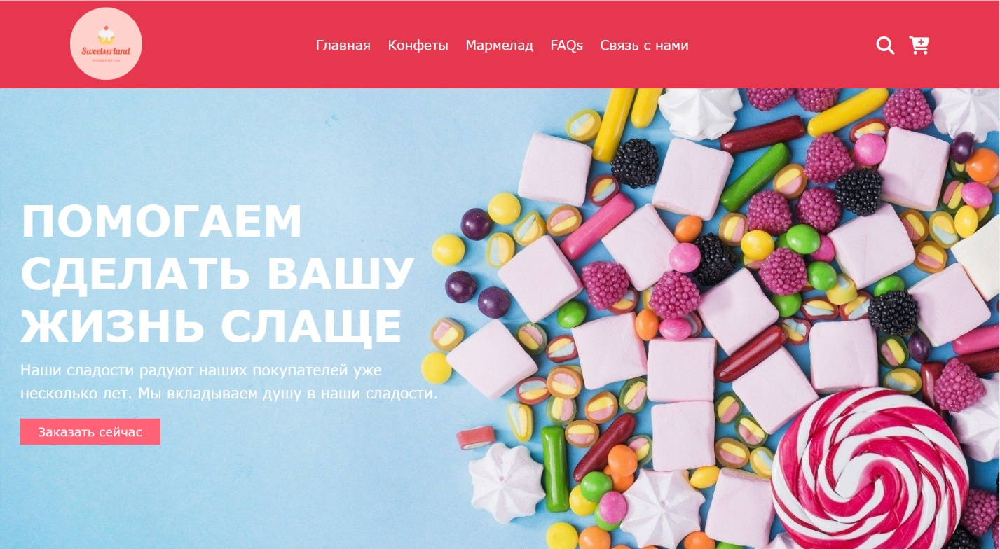 Sweetserland
Sweets with love
Главная Конфеты Мармелад FAQs Связь с нами
ПОМОГАЕМ
СДЕЛАТЬ ВАШУ
ЖИЗНЬ СЛАЩЕ
Наши сладости радуют наших покупателей уже
несколько лет. Мы вкладываем душу в наши сладости.
Заказать сейчас